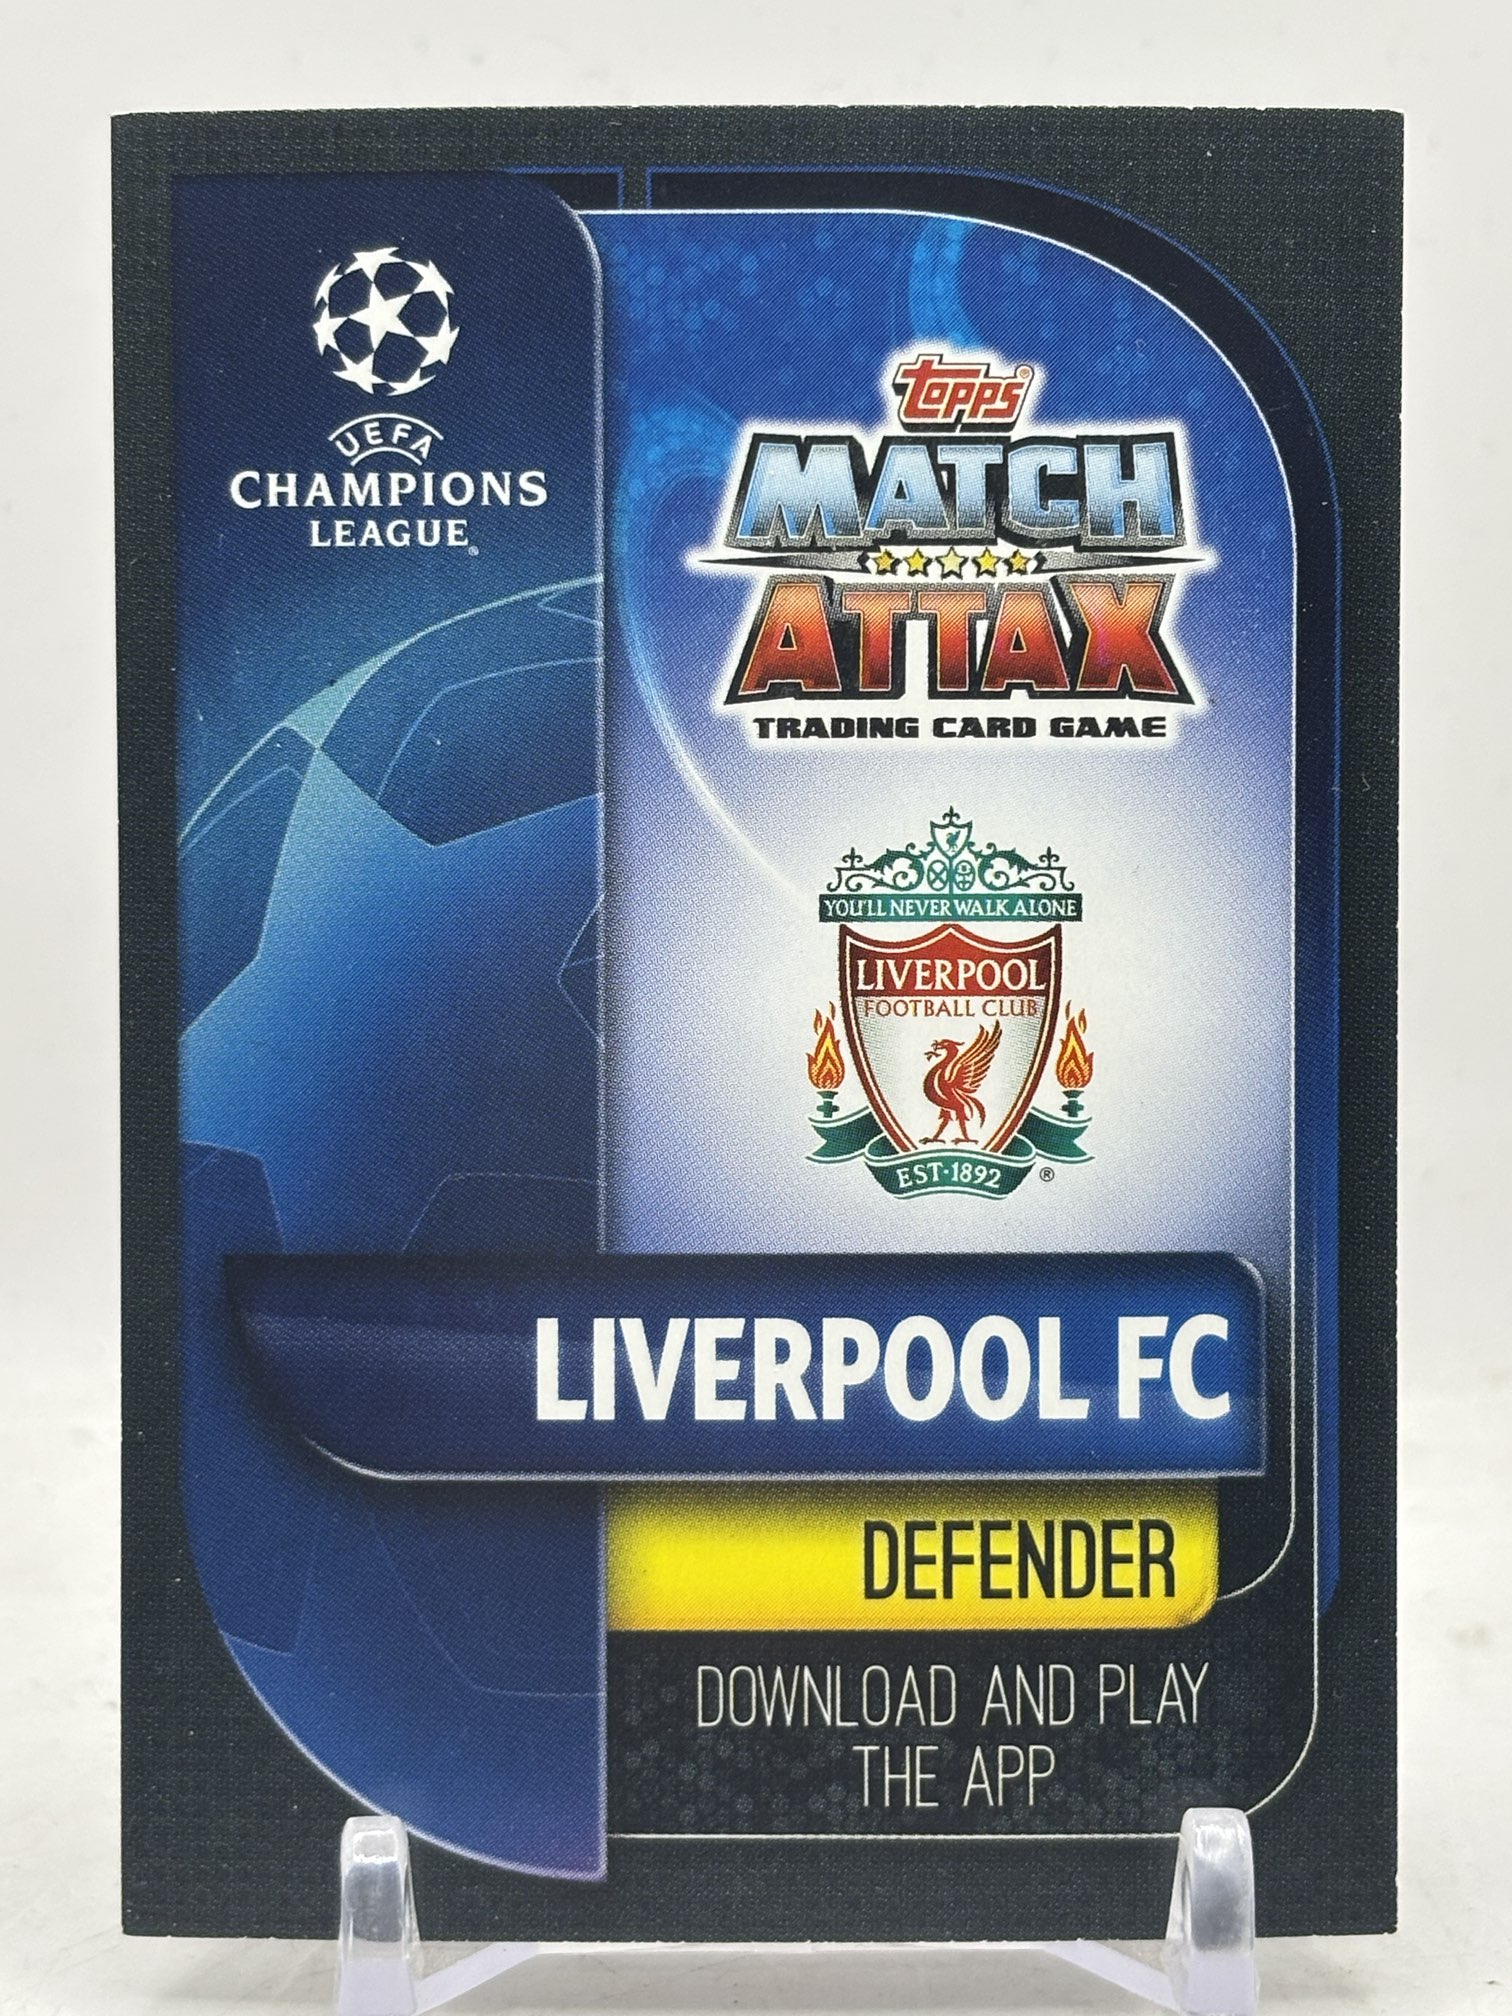 UEFA
CHAMPIONS
LEAGUE®
Topps®
MATCH
ATTAX
TRADING CARD GAME
YOU'LL NEVER WALK ALONE
LIVERPOOL
FOOTBALL CLUB
EST·1892
®
LIVERPOOL FC
DEFENDER
DOWNLOAD AND PLAY
THE APP